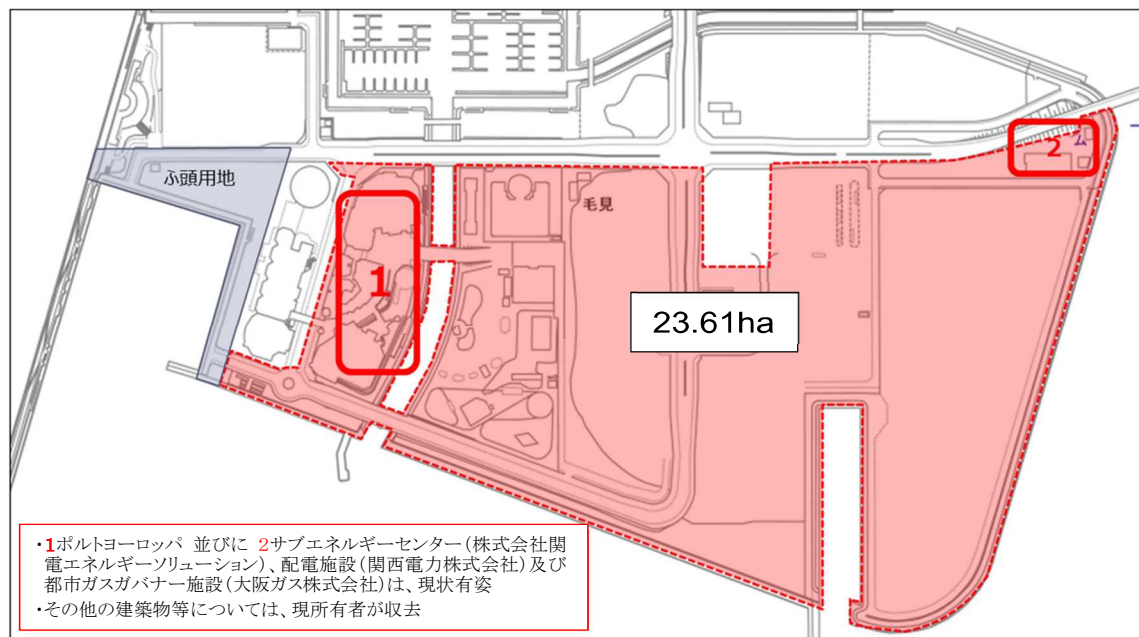 2
ふ頭用地
毛見
1
23.61ha
・1ポルトヨーロッパ 並びに 2サブエネルギーセンター(株式会社関
電エネルギーソリューション)、配電施設(関西電力株式会社)及び
都市ガスガバナー施設(大阪ガス株式会社)は、現状有姿
・その他の建築物等については、現所有者が収去